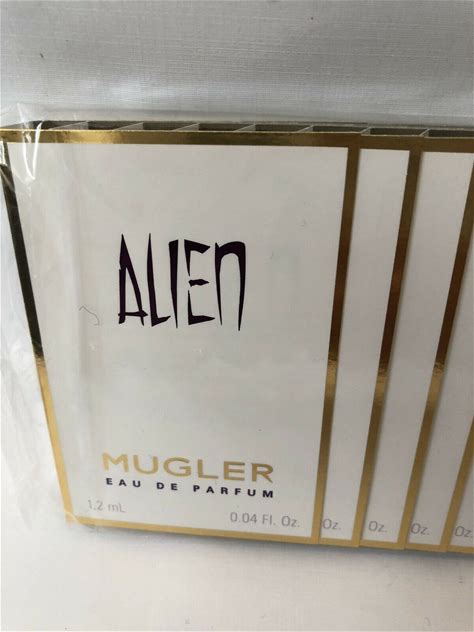 ALIEN
MUGLER
EAU DE PARFUM
1.2 mL 0.04 Fl. Oz.
Oz.
Oz.
Oz.
Oz.